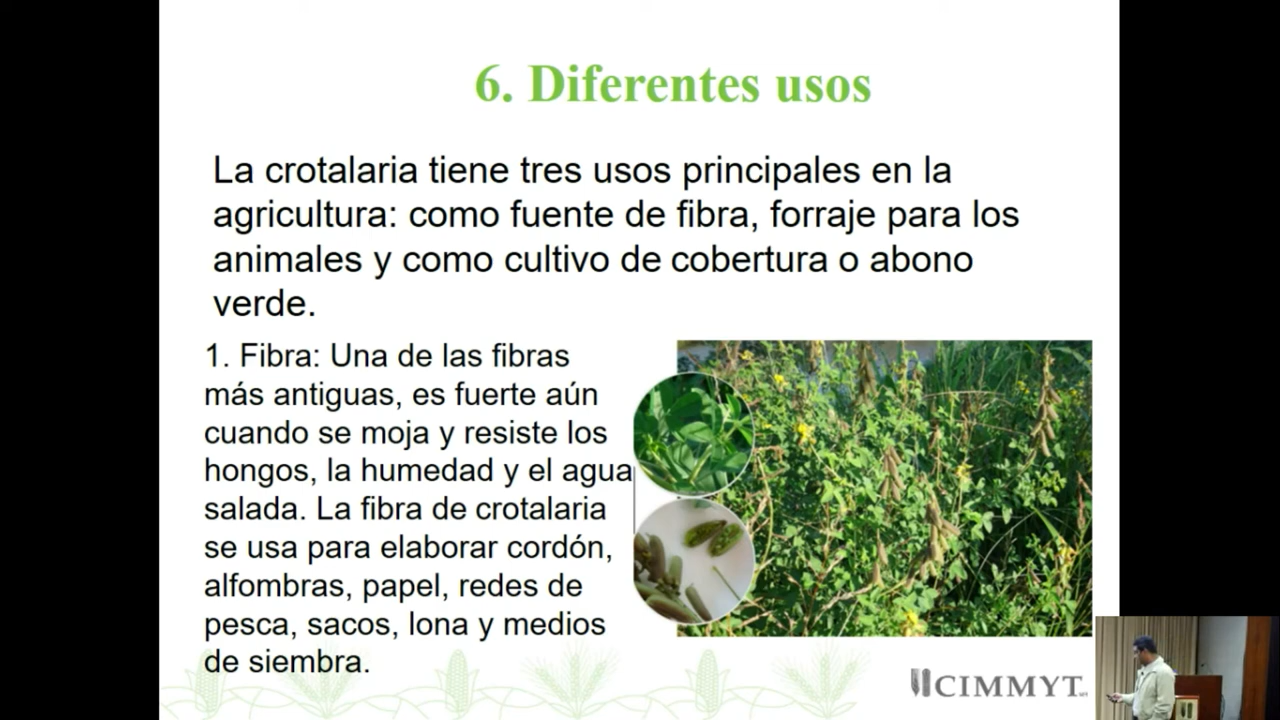 6. Diferentes usos
La crotalaria tiene tres usos principales en la
agricultura: como fuente de fibra, forraje para los
animales y como cultivo de cobertura o abono
verde.
1. Fibra: Una de las fibras
más antiguas, es fuerte aún
cuando se moja y resiste los
hongos, la humedad y el agua
salada. La fibra de crotalaria
se usa para elaborar cordón,
alfombras, papel, redes de
pesca, sacos, lona y medios
de siembra.
CIMMYT